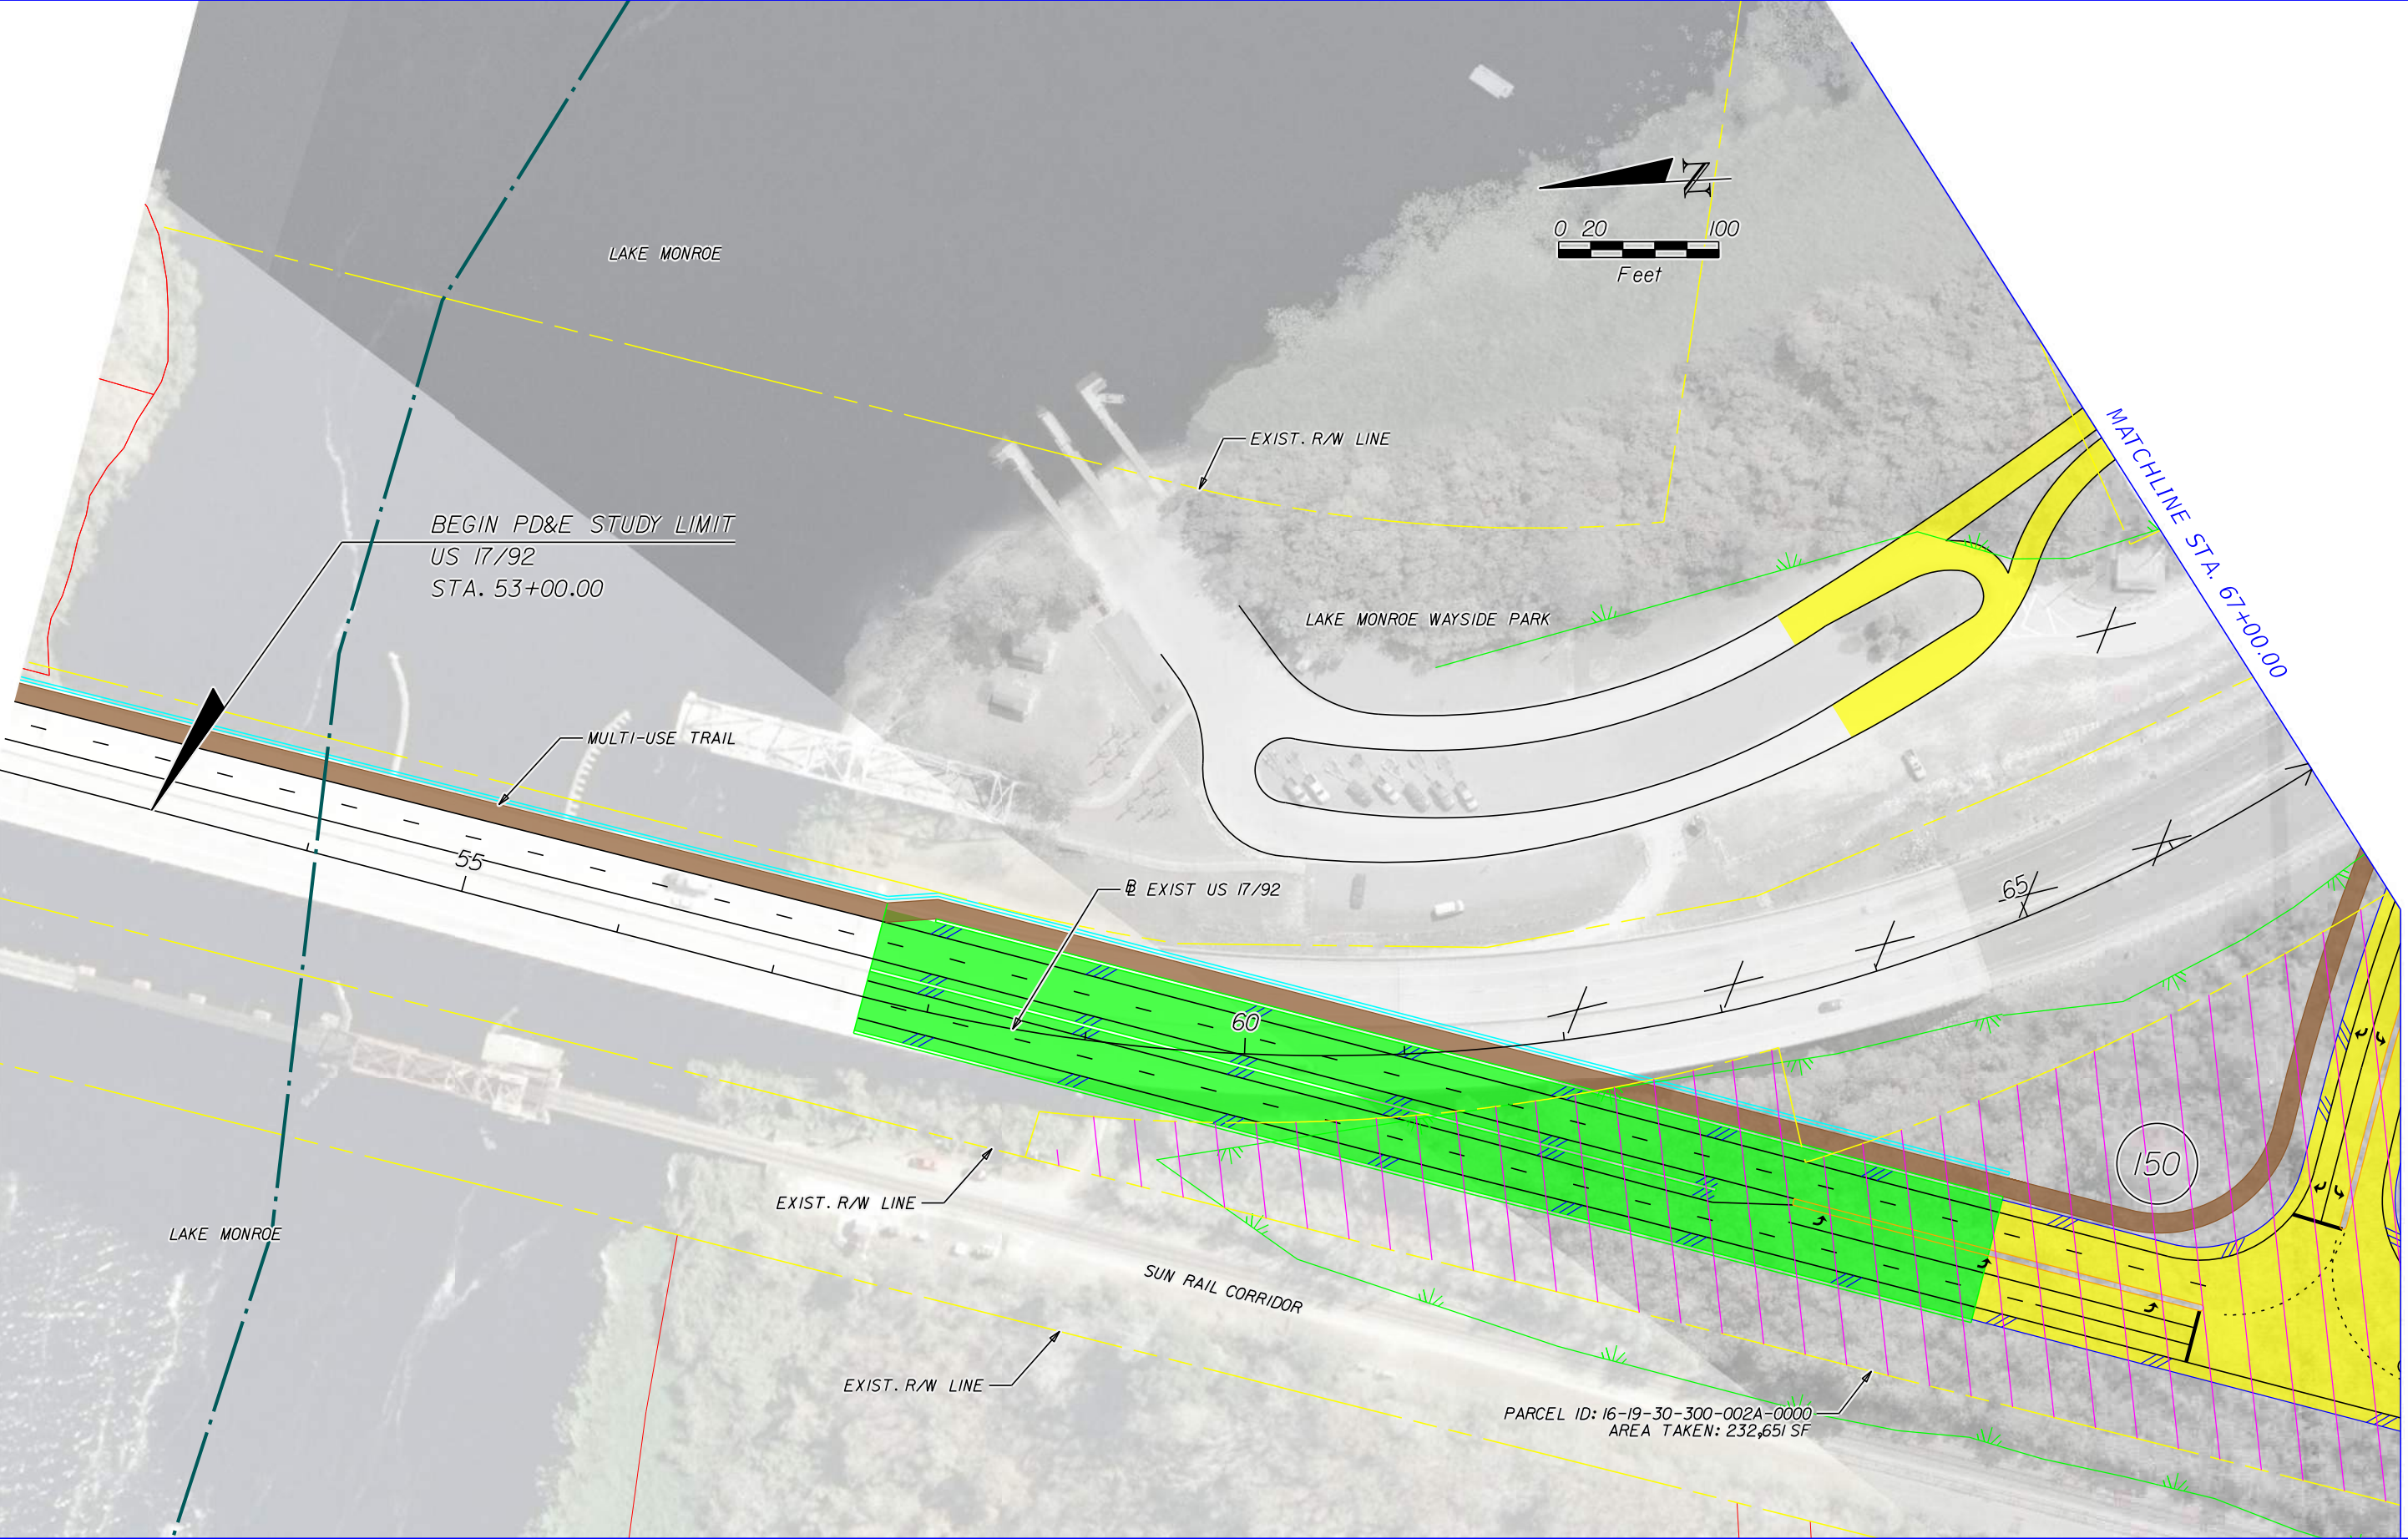 N
0 20 100
Feet
LAKE MONROE
EXIST. R/W LINE
MATCHLINE STA. 67+00.00
BEGIN PD&E STUDY LIMIT
US 17/92
STA. 53+00.00
LAKE MONROE WAYSIDE PARK
MULTI-USE TRAIL
55
EXIST US 17/92
65
60
150
EXIST. R/W LINE
LAKE MONROE
SUN RAIL CORRIDOR
EXIST. R/W LINE
PARCEL ID: 16-19-30-300-002A-0000
AREA TAKEN: 232,651 SF